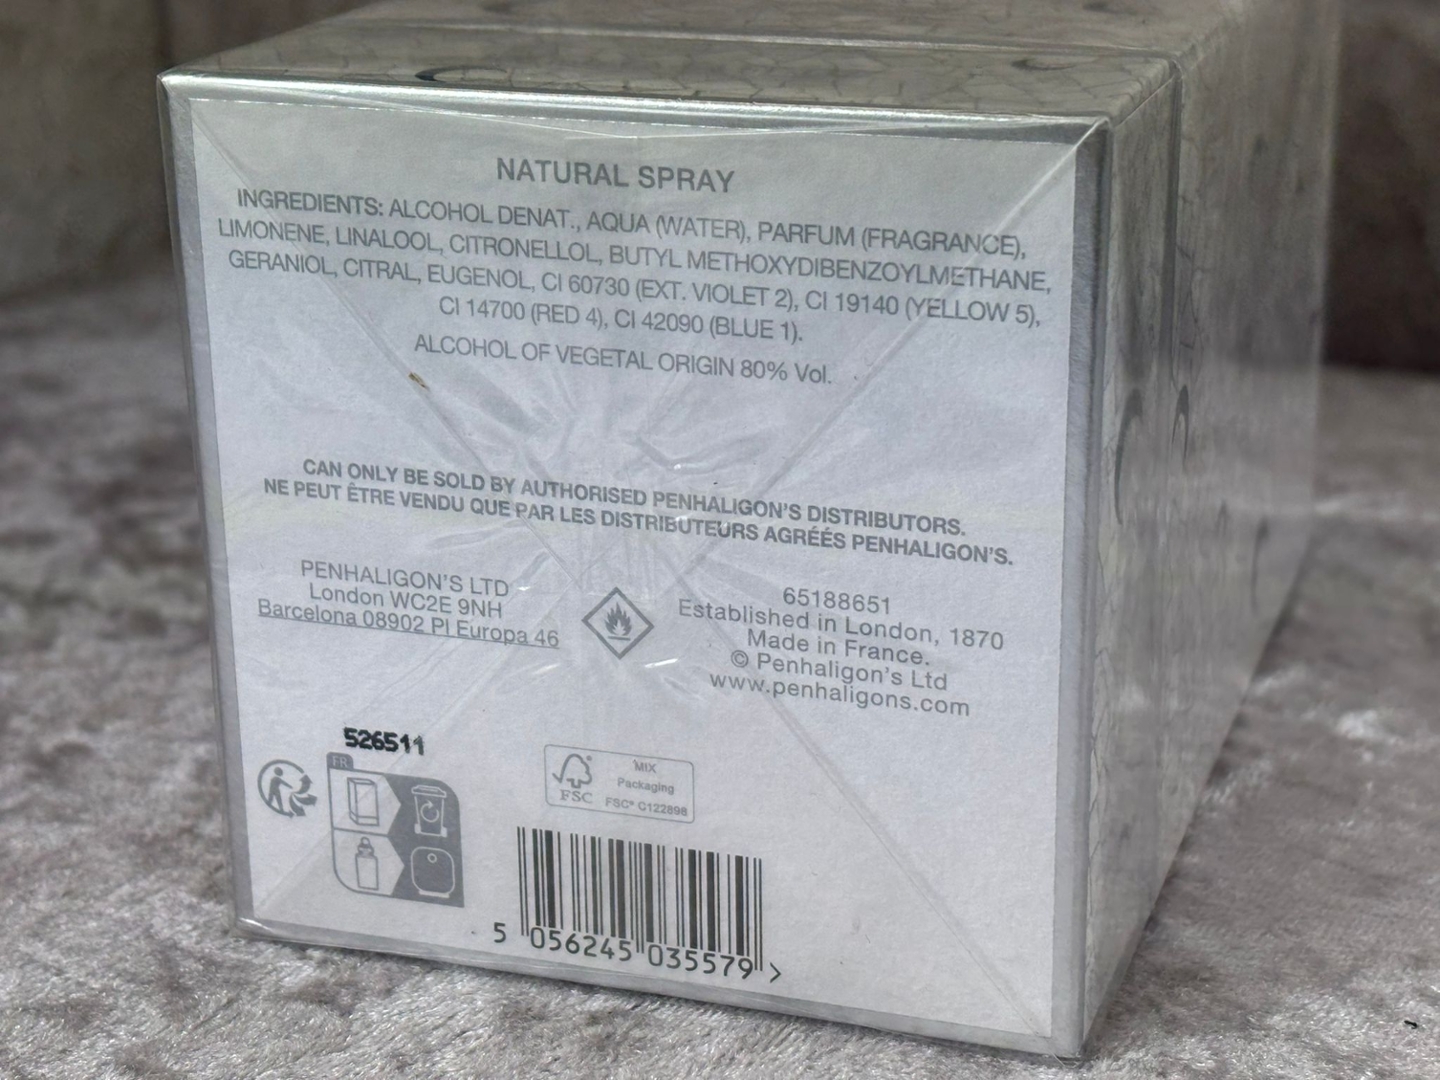 NATURAL SPRAY
INGREDIENTS: ALCOHOL DENAT., AQUA (WATER), PARFUM (FRAGRANCE),
LIMONENE, LINALOOL, CITRONELLOL, BUTYL METHOXYDIBENZOYLMETHANE,
GERANIOL, CITRAL, EUGENOL, CI 60730 (EXT. VIOLET 2), CI 19140 (YELLOW 5),
CI 14700 (RED 4), CI 42090 (BLUE 1).
ALCOHOL OF VEGETAL ORIGIN 80% Vol.
CAN ONLY BE SOLD BY AUTHORISED PENHALIGON'S DISTRIBUTORS.
NE PEUT ÊTRE VENDU QUE PAR LES DISTRIBUTEURS AGRÉÉS PENHALIGON'S.
PENHALIGON'S LTD
London WC2E 9NH
Barcelona 08902 Pl Europa 46
65188651
Established in London, 1870
Made in France.
© Penhaligon's Ltd
www.penhaligons.com
526511
FR
FSC
MIX
Packaging
FSC® C122898
5 056245 035579 >